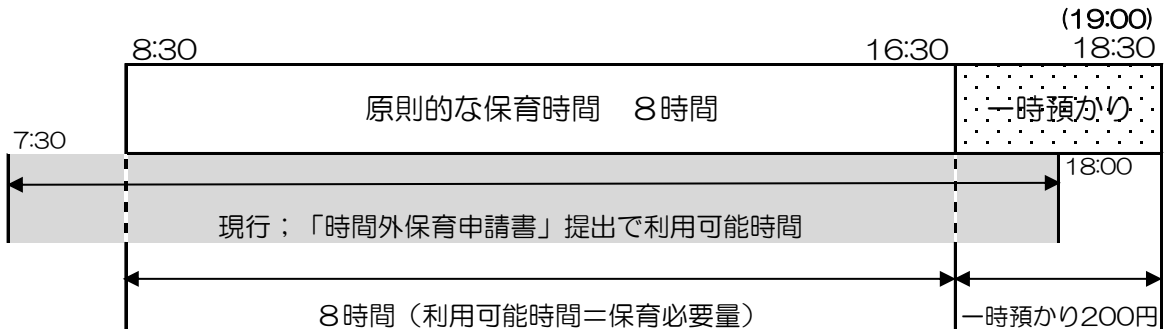 (19:00)
8:30 16:30 18:30
原則的な保育時間 8時間 一時預かり
7:30
18:00
現行;「時間外保育申請書」提出で利用可能時間
8時間(利用可能時間=保育必要量) 一時預かり200円